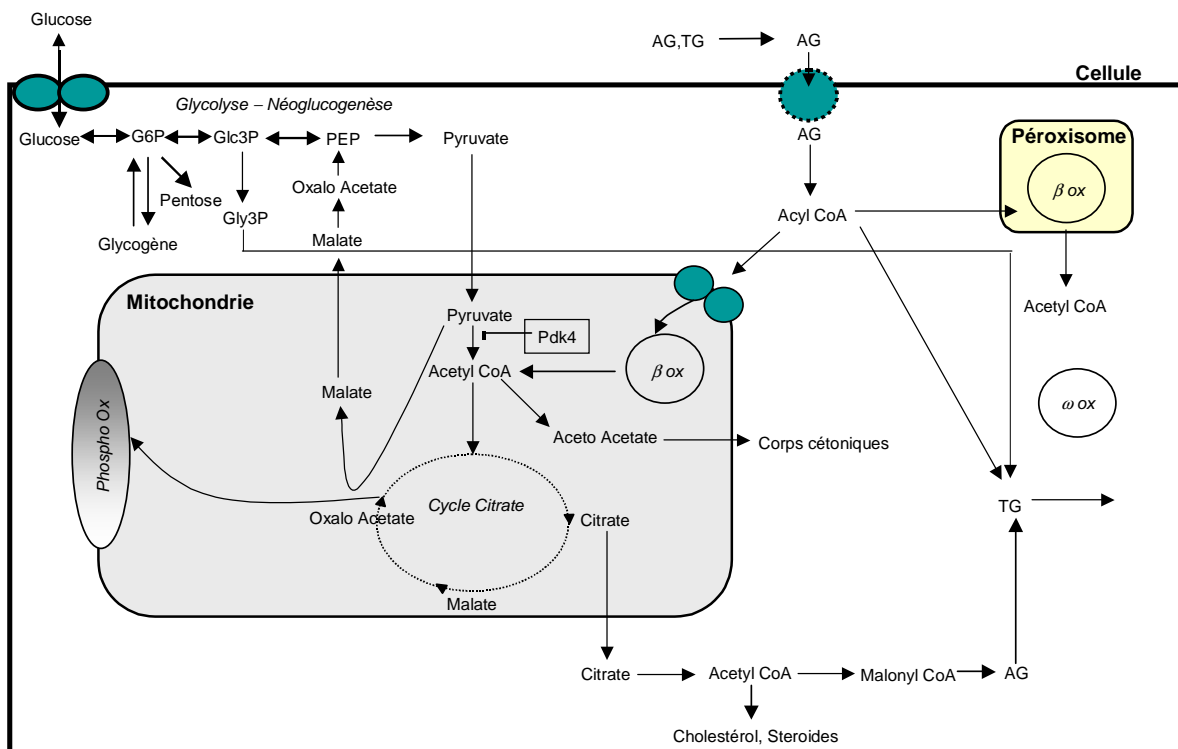 Glucose
AG,TG
AG
Cellule
Glycolyse – Néoglucogenèse
Glucose
G6P
Glc3P
PEP
Pyruvate
AG
Péroxisome
β ox
Oxalo Acetate
Pentose
Gly3P
Acyl CoA
Glycogène
Malate
Mitochondrie
Acetyl CoA
Pyruvate
Pdk4
Acetyl CoA
β ox
Malate
ω ox
Aceto Acetate
Corps cétoniques
Phospho Ox
Cycle Citrate
TG
Oxalo Acetate
Citrate
Malate
Citrate
Acetyl CoA
Malonyl CoA
AG
Cholestérol, Steroides